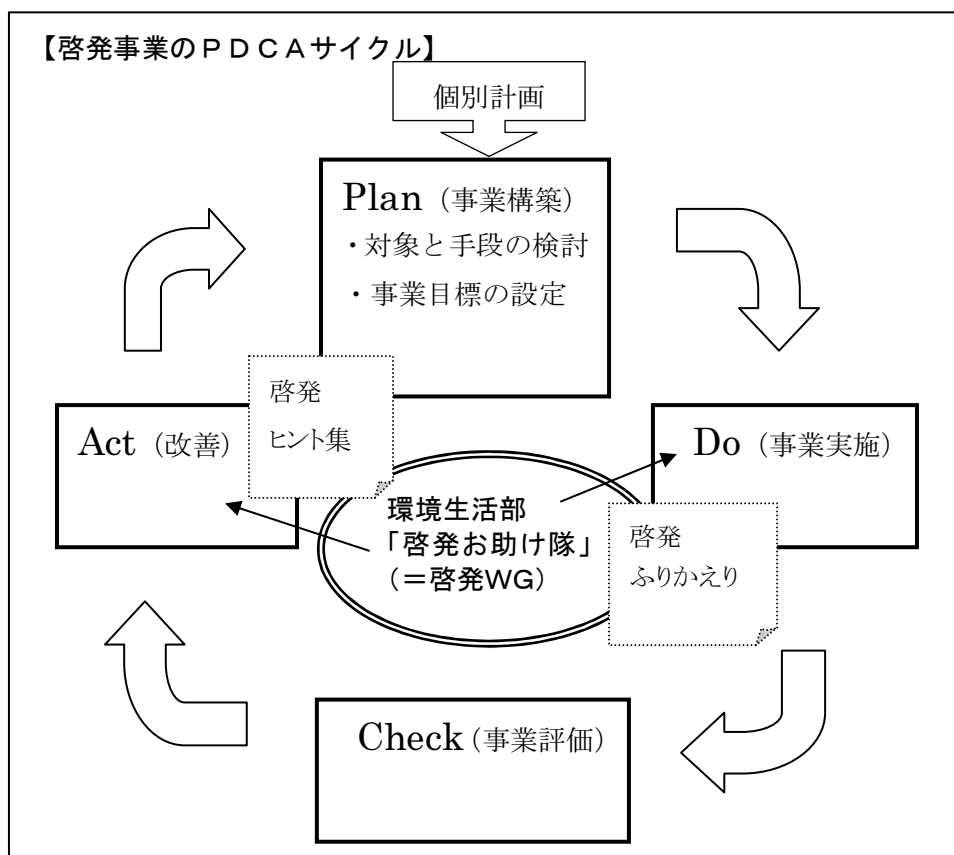 【啓発事業のＰＤＣＡサイクル】
個別計画
Plan（事業構築）
・対象と手段の検討
・事業目標の設定
啓発
ヒント集
Act（改善）
Do（事業実施）
環境生活部
「啓発お助け隊」
（＝啓発WG）
啓発
ふりかえり
Check（事業評価）